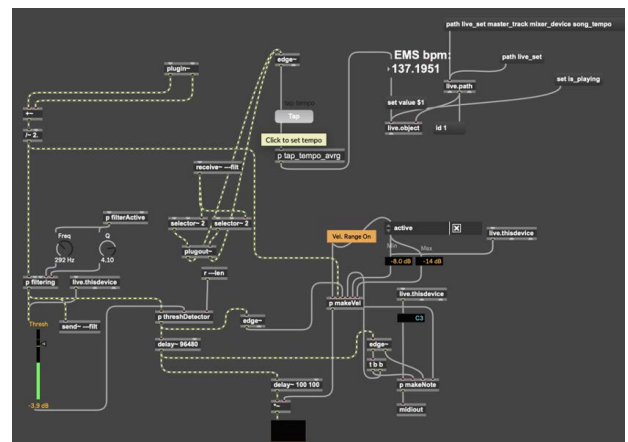 path live_set master_track mixer_device song_tempo
edge~
EMS bpm:
137.1951
path live_set
plugin~
set is_playing
live.path
tap tempo
set value $1
Tap
+~
live.object
id 1
/~ 2.
Click to set tempo
p tap_tempo_avrg
receive~ ---filt
p filterActive
selector~ 2
selector~ 2
active
Vel. Range On
live.thisdevice
Freq
Q
plugout~
Min
Max
292 Hz
4.10
-8.0 dB
-14 dB
r ---len
p filtering
live.thisdevice
live.thisdevice
p makeVel
Thresh
send~ ---filt
p threshDetector
edge~
C3
delay~ 96480
edge~
t b b
delay~ 100 100
p makeNote
-3.9 dB
*~
midiout